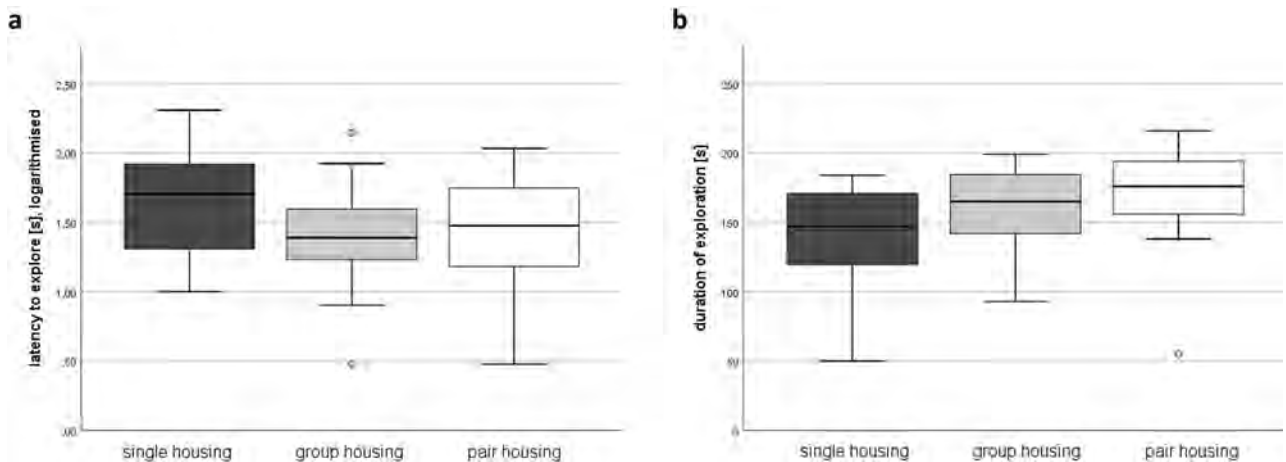 a
latency to explore [s], logarithmised
2,50
2,00
1,50
1,00
,50
,00
single housing
group housing
pair housing
b
duration of exploration [s]
250
200
150
100
50
0
single housing
group housing
pair housing